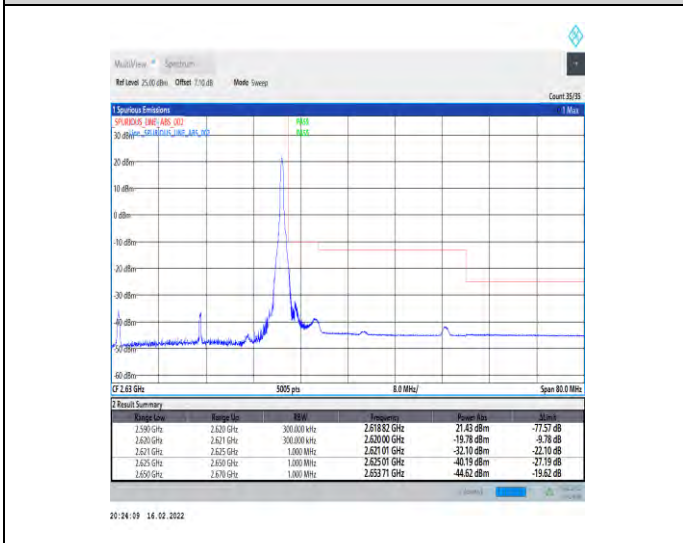 MultiView Spectrum
Ref Level 25.00 dBm Offset 7.10 dB Mode Sweep
Count 35/35
1 Spurious Emissions 1 Max
SPURIOUS_LINE_ABS_002 PASS
30 dBm Line_SPURIOUS_LINE_ABS_002 PASS
20 dBm
10 dBm
0 dBm
-10 dBm
-20 dBm
-30 dBm
-40 dBm
-50 dBm
-60 dBm
CF 2.63 GHz 5005 pts 8.0 MHz/ Span 80.0 MHz
2 Result Summary
Range Low Range Up RBW Frequency Power Abs ΔLimit
2.590 GHz 2.620 GHz 300.000 kHz 2.618 82 GHz 21.43 dBm -77.57 dB
2.620 GHz 2.621 GHz 300.000 kHz 2.620 00 GHz -19.78 dBm -9.78 dB
2.621 GHz 2.625 GHz 1.000 MHz 2.621 01 GHz -32.10 dBm -22.10 dB
2.625 GHz 2.650 GHz 1.000 MHz 2.625 01 GHz -40.19 dBm -27.19 dB
2.650 GHz 2.670 GHz 1.000 MHz 2.653 71 GHz -44.62 dBm -19.62 dB
20:24:09 16.02.2022